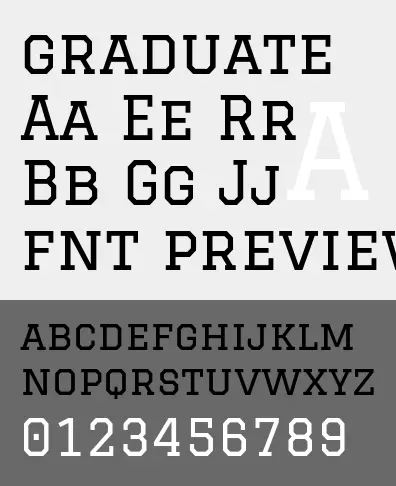 GRADUATE
Aa Ee Rr
A
Bb Gg Jj
FNT PREVIEW
ABCDEFGHIJKLM
NOPQRSTUVWXYZ
0123456789